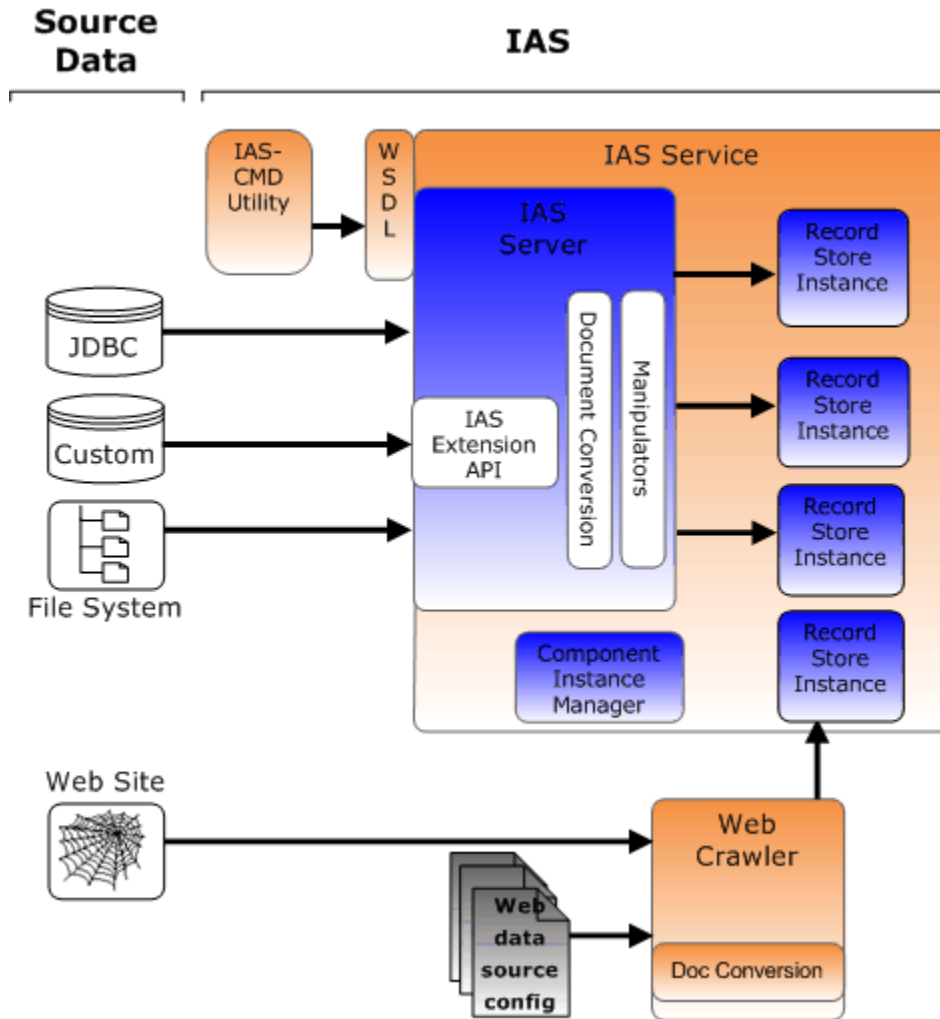 Source
Data
IAS
IAS-
CMD
Utility
W
S
D
L
IAS Service
IAS
Server
Record
Store
Instance
JDBC
Document Conversion
Manipulators
Record
Store
Instance
Custom
IAS
Extension
API
Record
Store
Instance
File System
Record
Store
Instance
Component
Instance
Manager
Web Site
Web
Crawler
Web
data
source
config
Doc Conversion